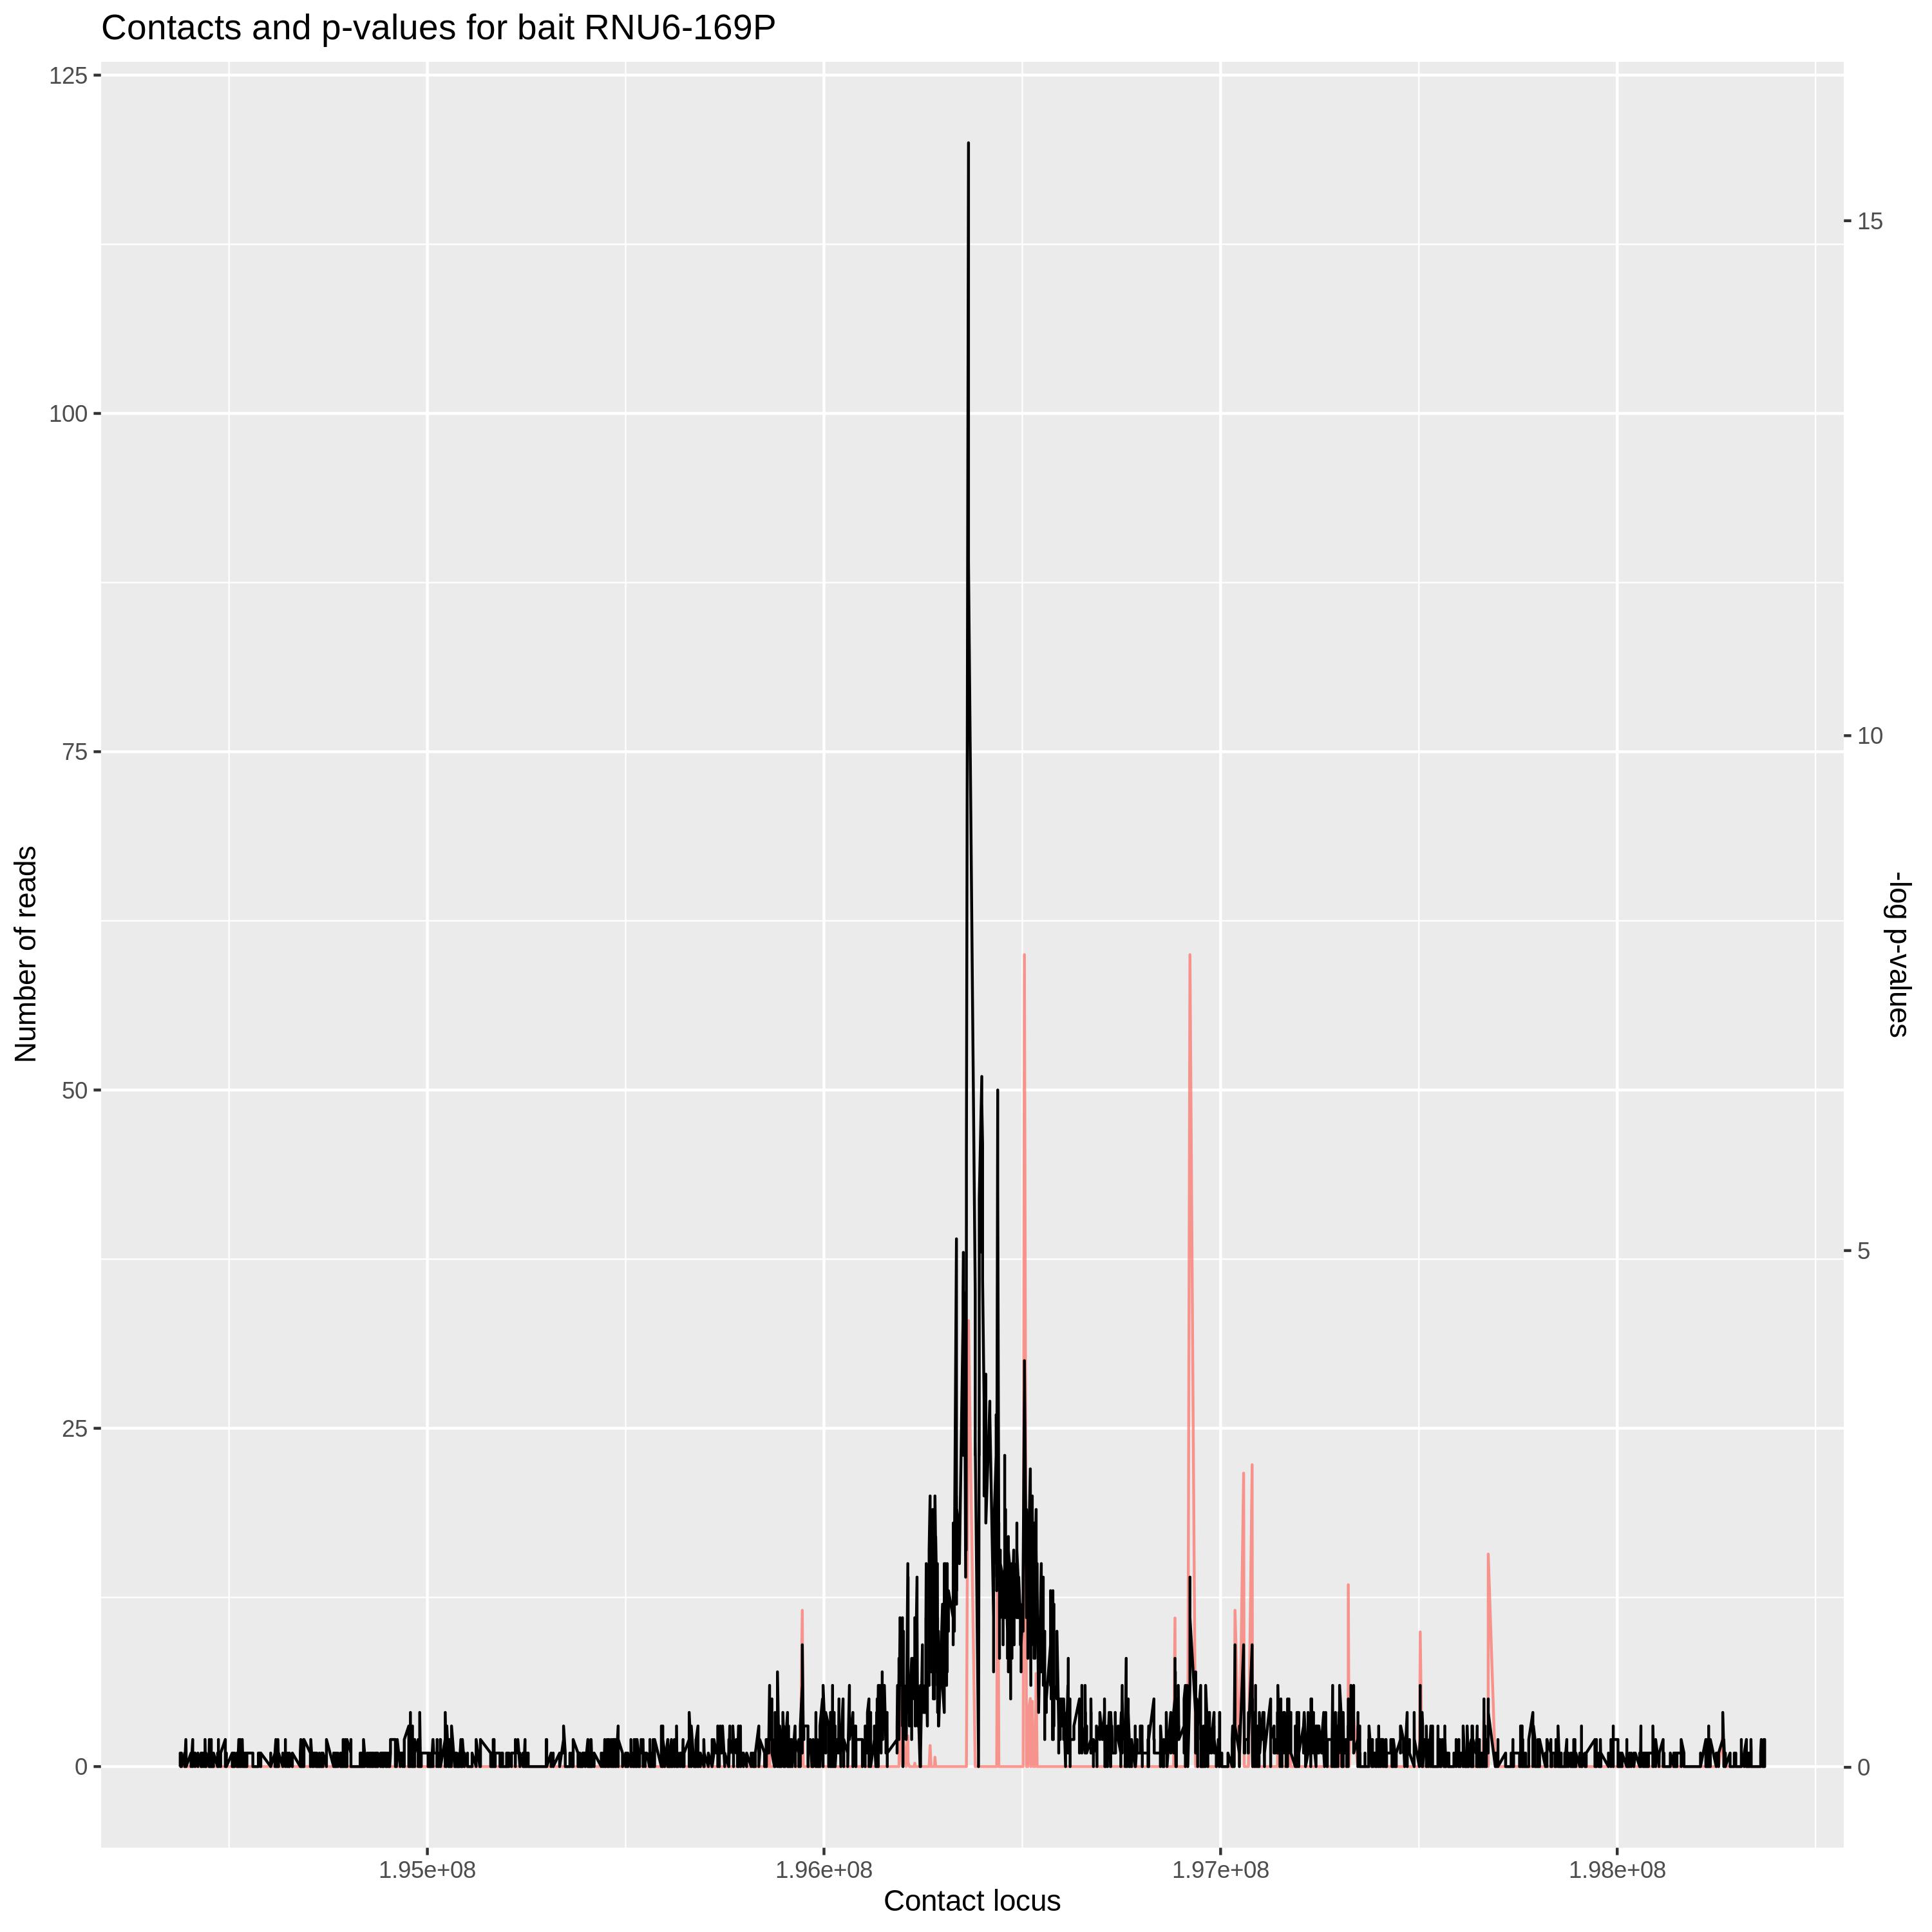 Contacts and p-values for bait RNU6-169P
125
100
75
50
25
0
Number of reads
15
10
5
0
-log p-values
1.95e+08
1.96e+08
1.97e+08
1.98e+08
Contact locus